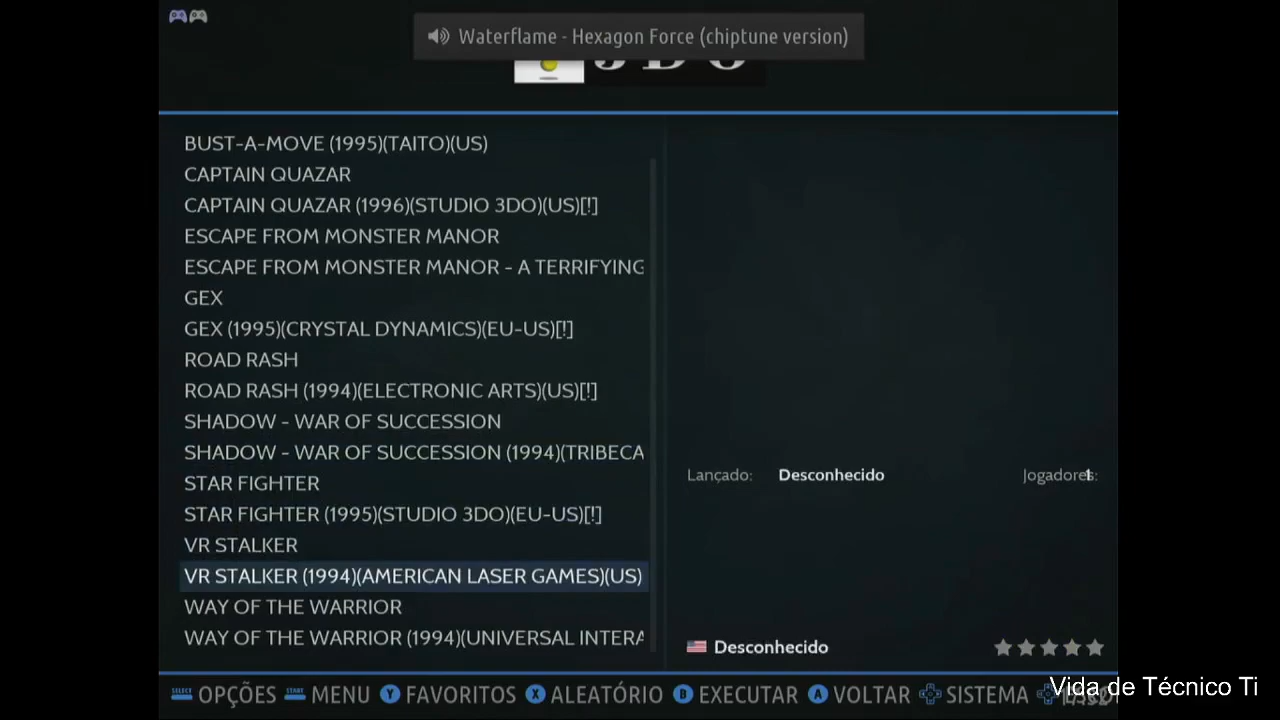 Waterflame - Hexagon Force (chiptune version)
3DO
BUST-A-MOVE (1995)(TAITO)(US)
CAPTAIN QUAZAR
CAPTAIN QUAZAR (1996)(STUDIO 3DO)(US)[!]
ESCAPE FROM MONSTER MANOR
ESCAPE FROM MONSTER MANOR - A TERRIFYING
GEX
GEX (1995)(CRYSTAL DYNAMICS)(EU-US)[!]
ROAD RASH
ROAD RASH (1994)(ELECTRONIC ARTS)(US)[!]
SHADOW - WAR OF SUCCESSION
SHADOW - WAR OF SUCCESSION (1994)(TRIBECA
STAR FIGHTER
STAR FIGHTER (1995)(STUDIO 3DO)(EU-US)[!]
VR STALKER
VR STALKER (1994)(AMERICAN LASER GAMES)(US)
WAY OF THE WARRIOR
WAY OF THE WARRIOR (1994)(UNIVERSAL INTERA
Lançado: Desconhecido Jogadores: 1
Desconhecido
SELECT OPÇÕES START MENU Y FAVORITOS X ALEATÓRIO B EXECUTAR A VOLTAR SISTEMA
Vida de Técnico Ti